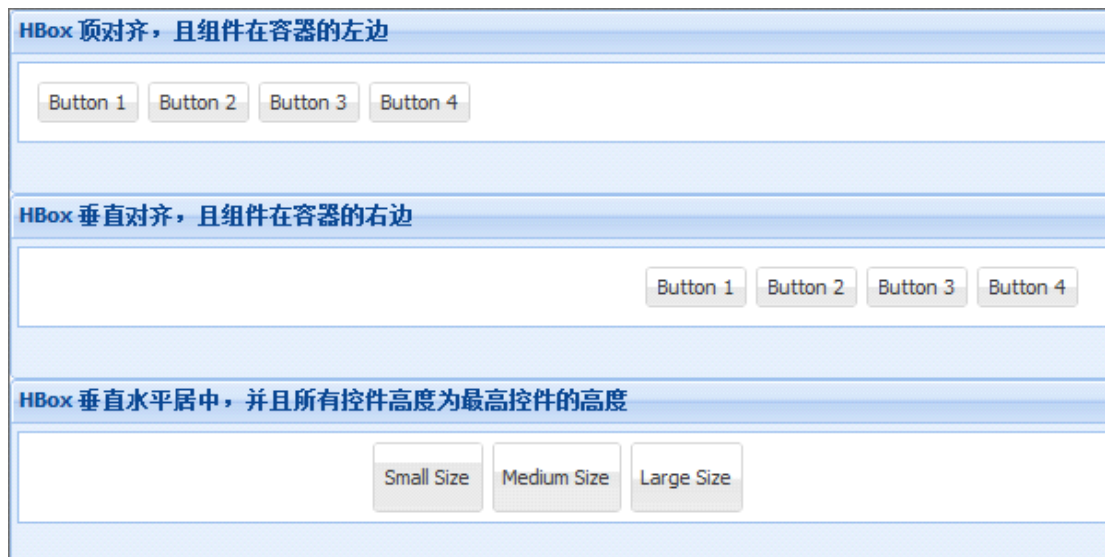 HBox 顶对齐，且组件在容器的左边
Button 1 Button 2 Button 3 Button 4
HBox 垂直对齐，且组件在容器的右边
Button 1 Button 2 Button 3 Button 4
HBox 垂直水平居中，并且所有控件高度为最高控件的高度
Small Size Medium Size Large Size